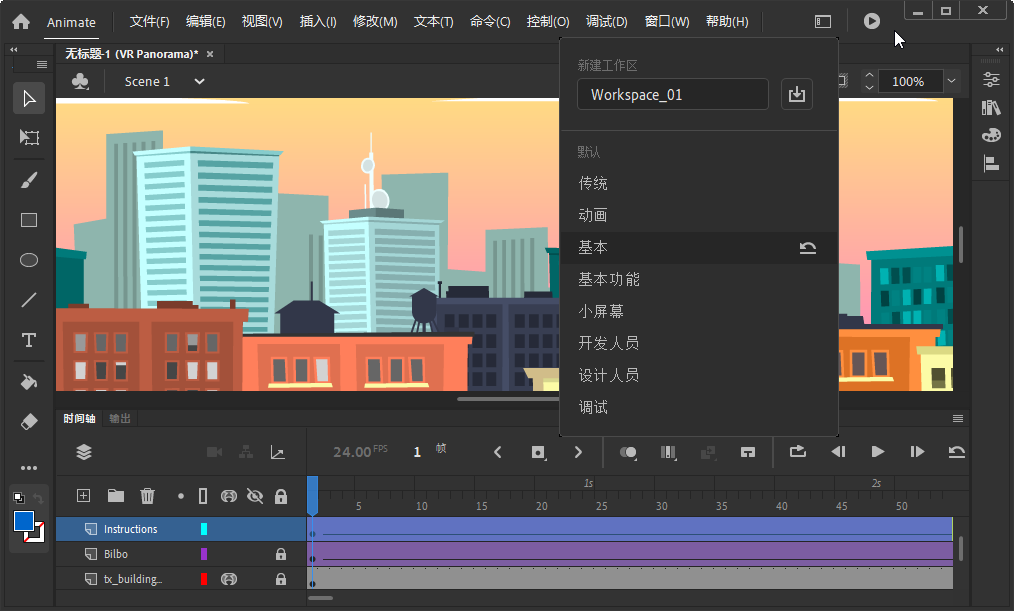 Animate 文件(F) 编辑(E) 视图(V) 插入(I) 修改(M) 文本(T) 命令(C) 控制(O) 调试(D) 窗口(W) 帮助(H)
无标题-1 (VR Panorama)* ×
Scene 1
100%
新建工作区
Workspace_01
默认
传统
动画
基本
基本功能
小屏幕
开发人员
设计人员
调试
时间轴 输出
24.00 FPS 1 帧
1s 2s
5 10 15 20 25 30 35 40 45 50
Instructions
Bilbo
tx_building...